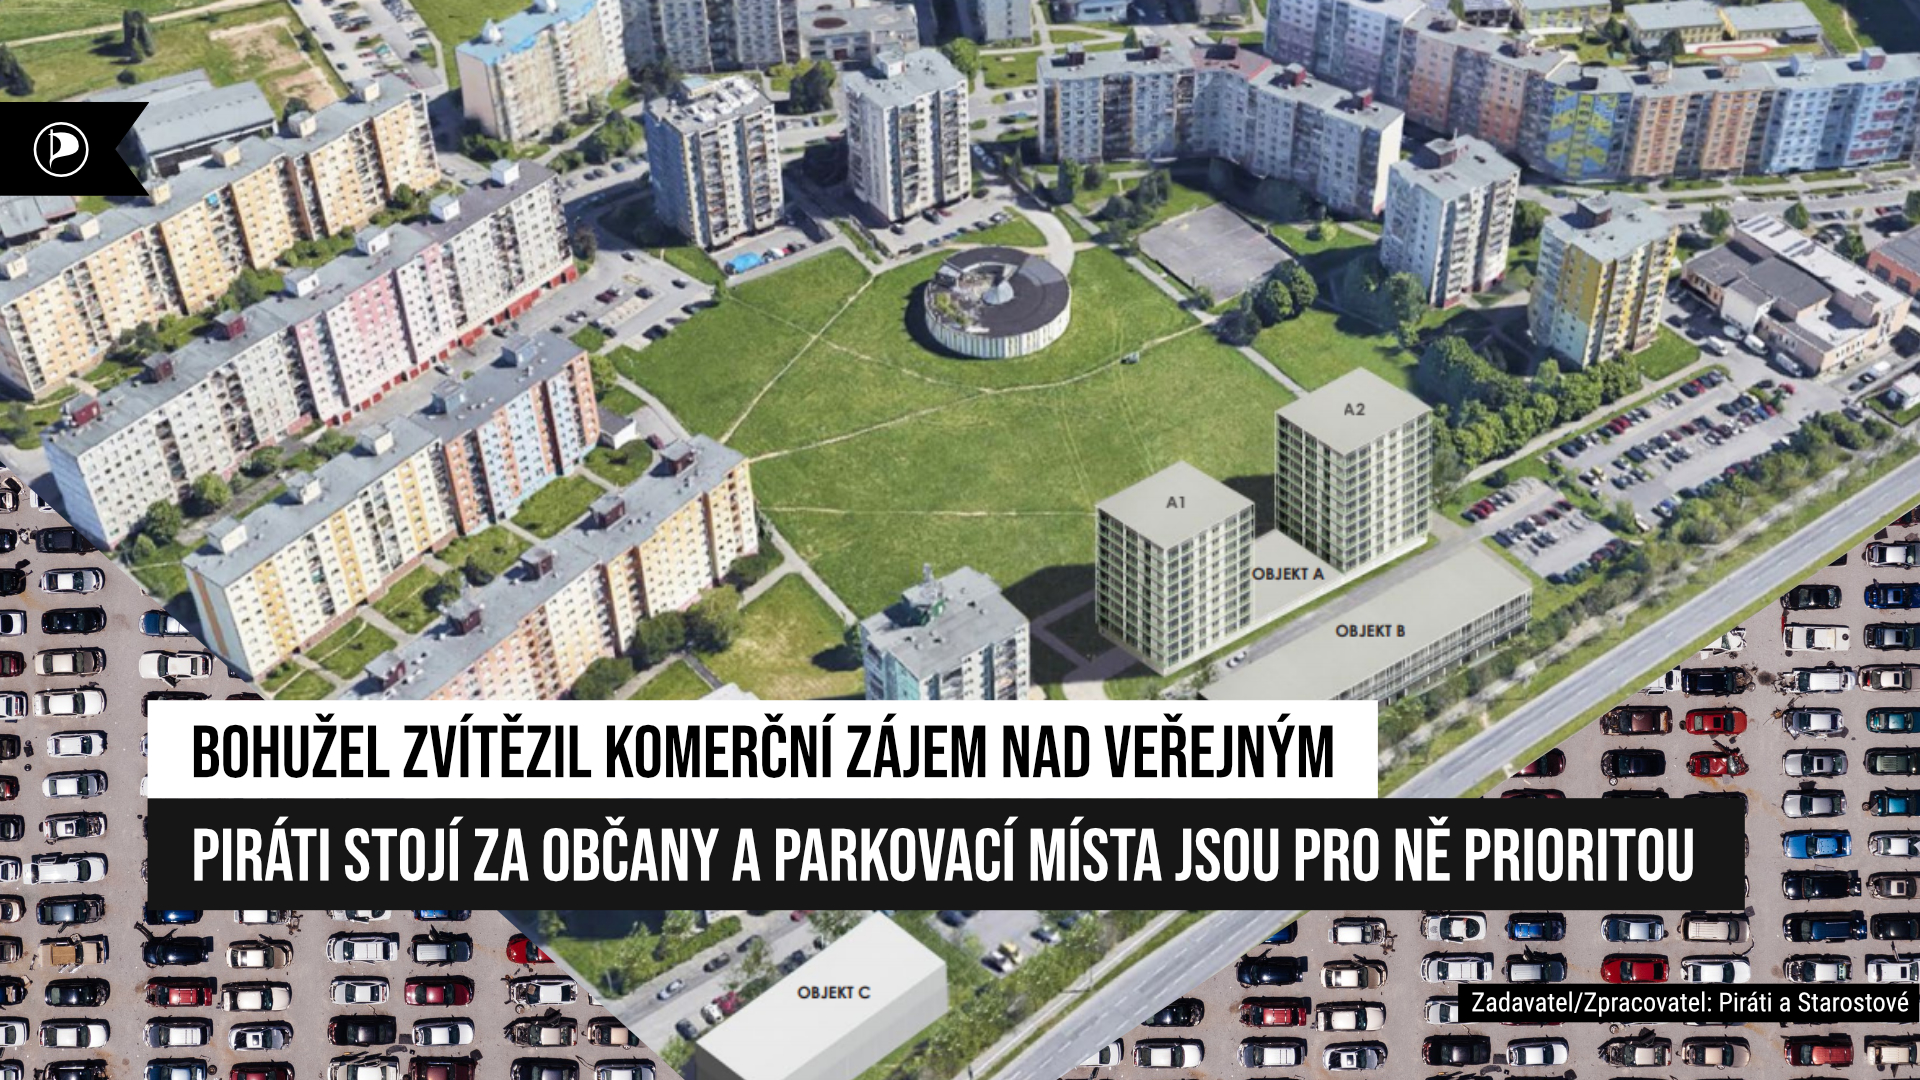 A2
A1
OBJEKT A
OBJEKT B
BOHUŽEL ZVÍTĚZIL KOMERČNÍ ZÁJEM NAD VEŘEJNÝM
PIRÁTI STOJÍ ZA OBČANY A PARKOVACÍ MÍSTA JSOU PRO NĚ PRIORITOU
OBJEKT C
Zadavatel/Zpracovatel: Piráti a Starostové